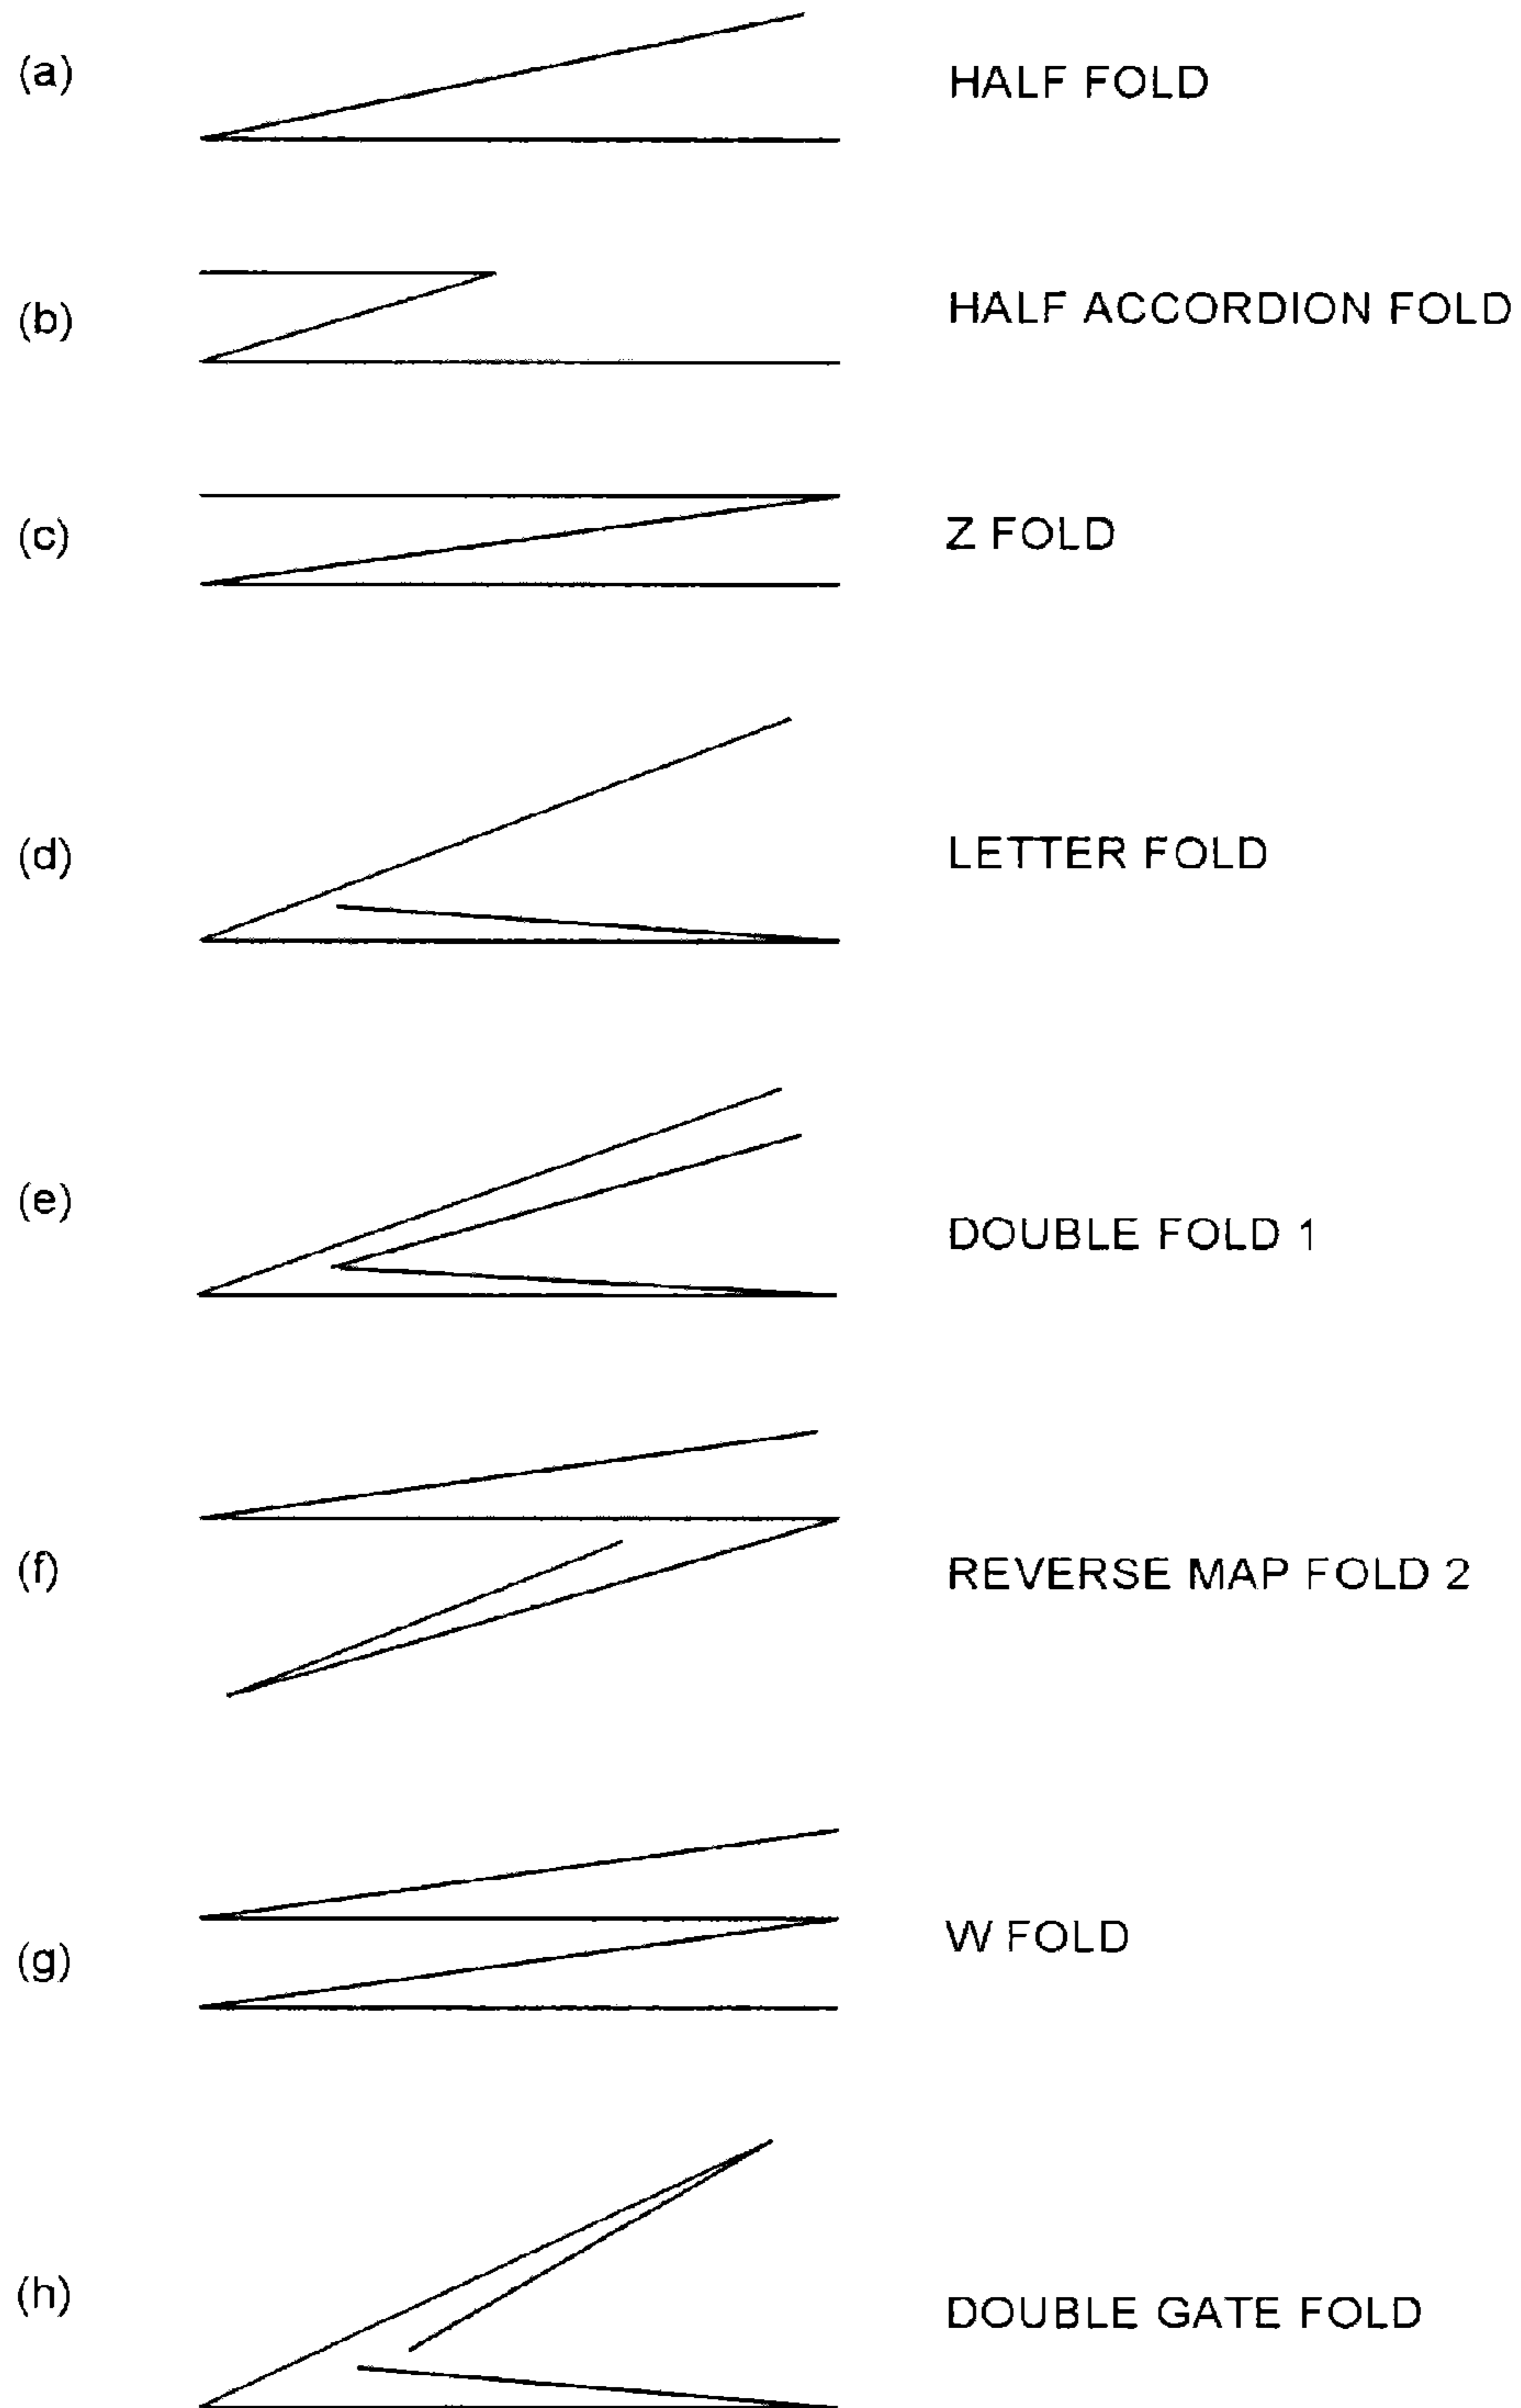 (a) HALF FOLD
(b) HALF ACCORDION FOLD
(c) Z FOLD
(d) LETTER FOLD
(e) DOUBLE FOLD 1
(f) REVERSE MAP FOLD 2
(g) W FOLD
(h) DOUBLE GATE FOLD